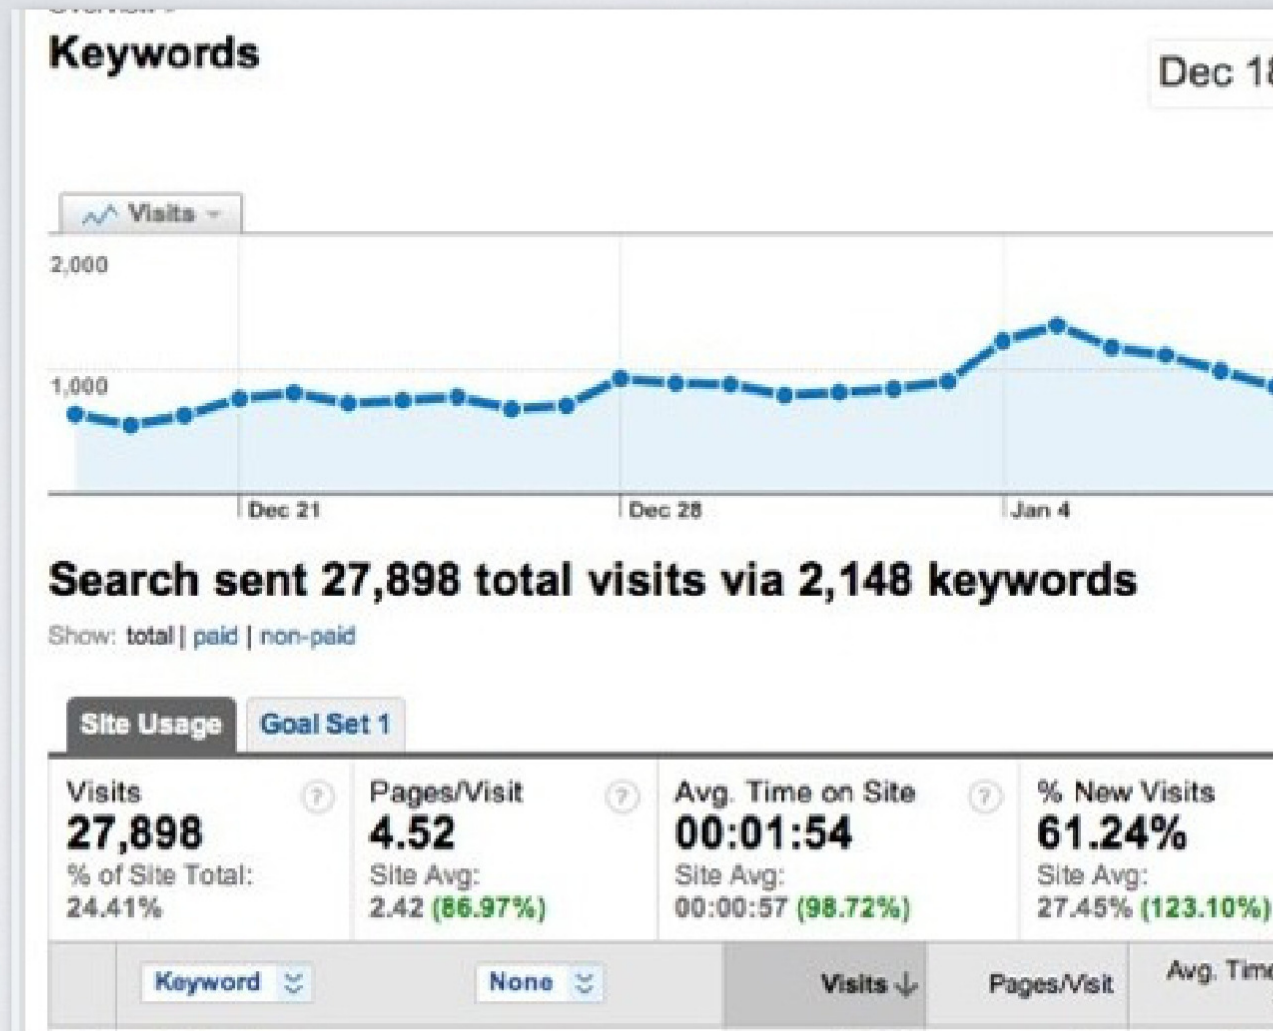 Keywords
Dec 18
Visits
2,000
1,000
Dec 21
Dec 28
Jan 4
Search sent 27,898 total visits via 2,148 keywords
Show: total | paid | non-paid
Site Usage
Goal Set 1
Visits
27,898
% of Site Total:
24.41%
Pages/Visit
4.52
Site Avg:
2.42 (86.97%)
Avg. Time on Site
00:01:54
Site Avg:
00:00:57 (98.72%)
% New Visits
61.24%
Site Avg:
27.45% (123.10%)
Keyword
None
Visits
Pages/Visit
Avg. Time